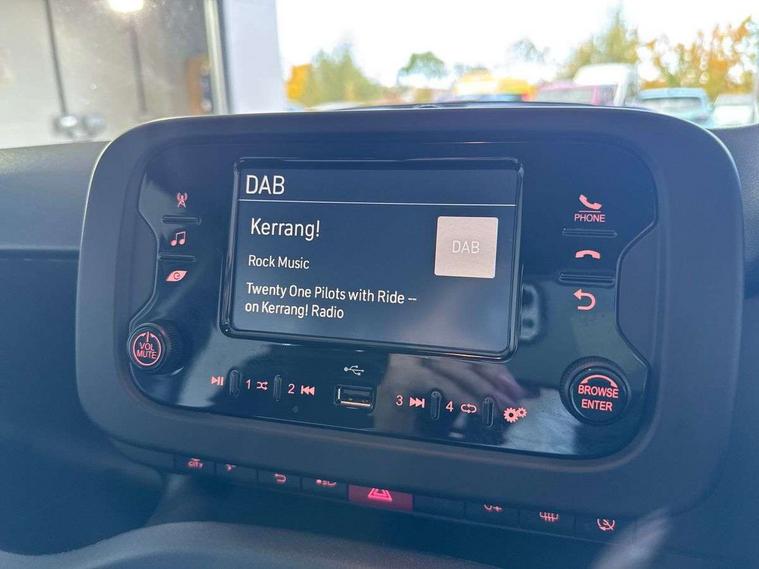 DAB
Kerrang!
DAB
Rock Music
Twenty One Pilots with Ride --
on Kerrang! Radio
PHONE
VOL
MUTE
1
2
3
4
BROWSE
ENTER
CITY